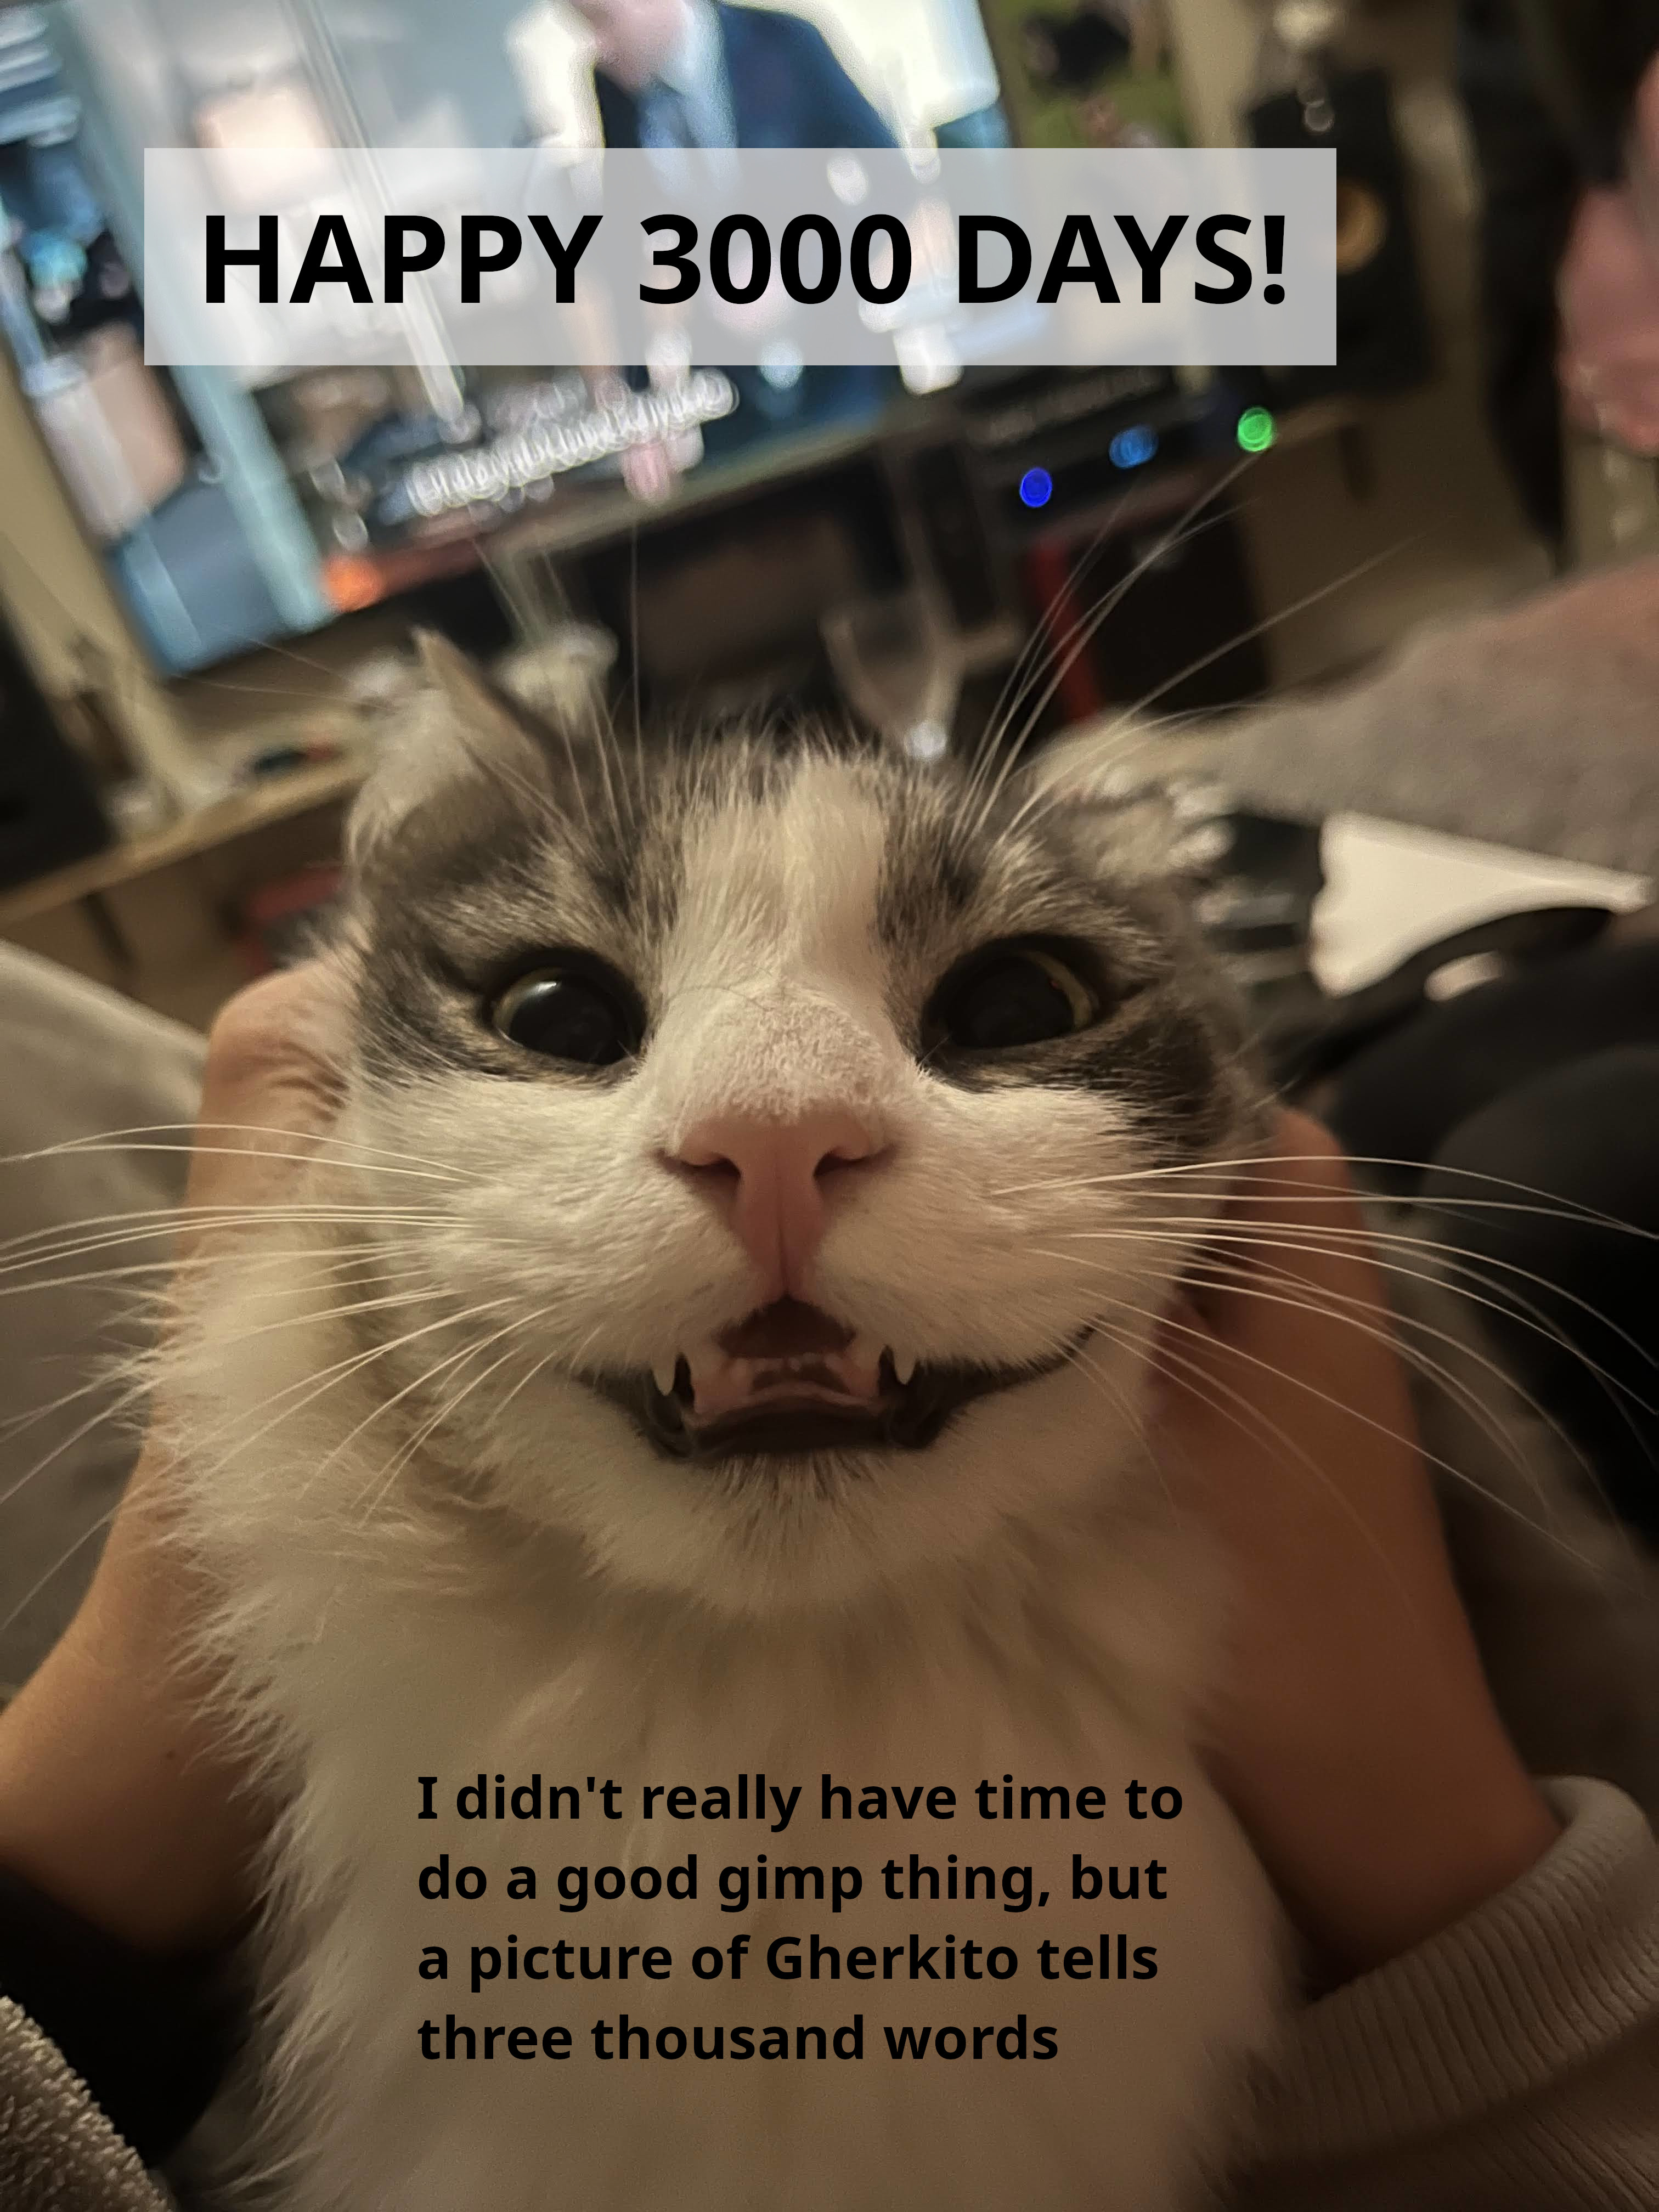 HAPPY 3000 DAYS!
I didn't really have time to
do a good gimp thing, but
a picture of Gherkito tells
three thousand words